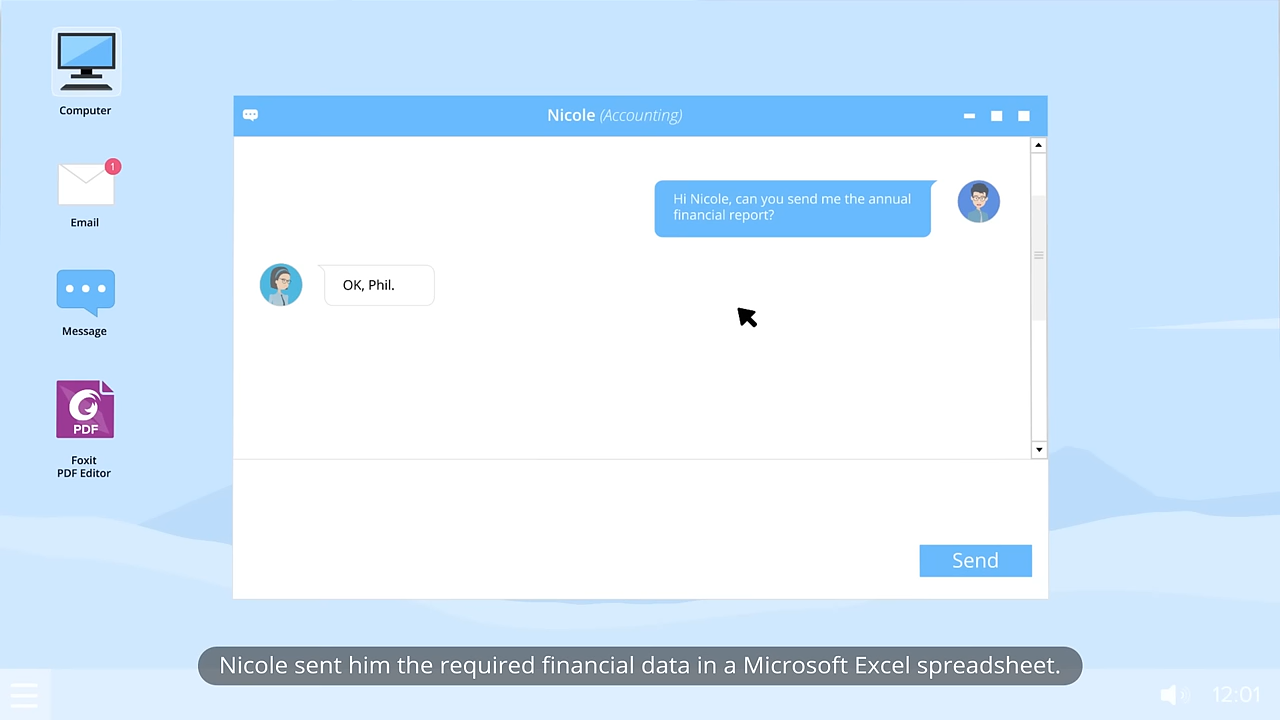 Computer
1
Email
Message
PDF
Foxit
PDF Editor
Nicole (Accounting)
Hi Nicole, can you send me the annual
financial report?
OK, Phil.
Send
Nicole sent him the required financial data in a Microsoft Excel spreadsheet.
12:01